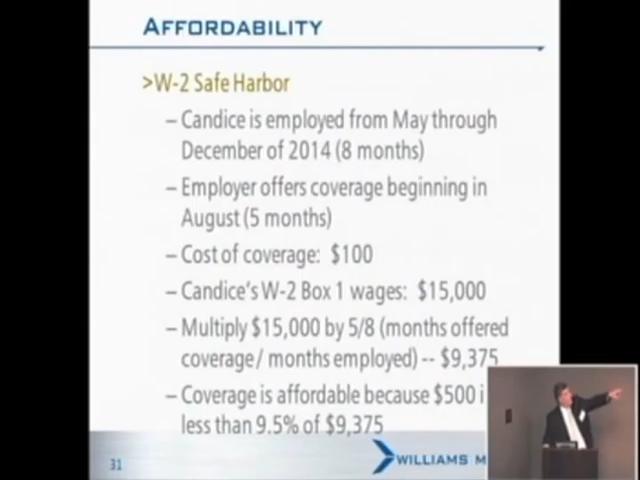 AFFORDABILITY
>W-2 Safe Harbor
– Candice is employed from May through
December of 2014 (8 months)
– Employer offers coverage beginning in
August (5 months)
– Cost of coverage: $100
– Candice's W-2 Box 1 wages: $15,000
– Multiply $15,000 by 5/8 (months offered
coverage / months employed) -- $9,375
– Coverage is affordable because $500 i
less than 9.5% of $9,375
31
WILLIAMS M